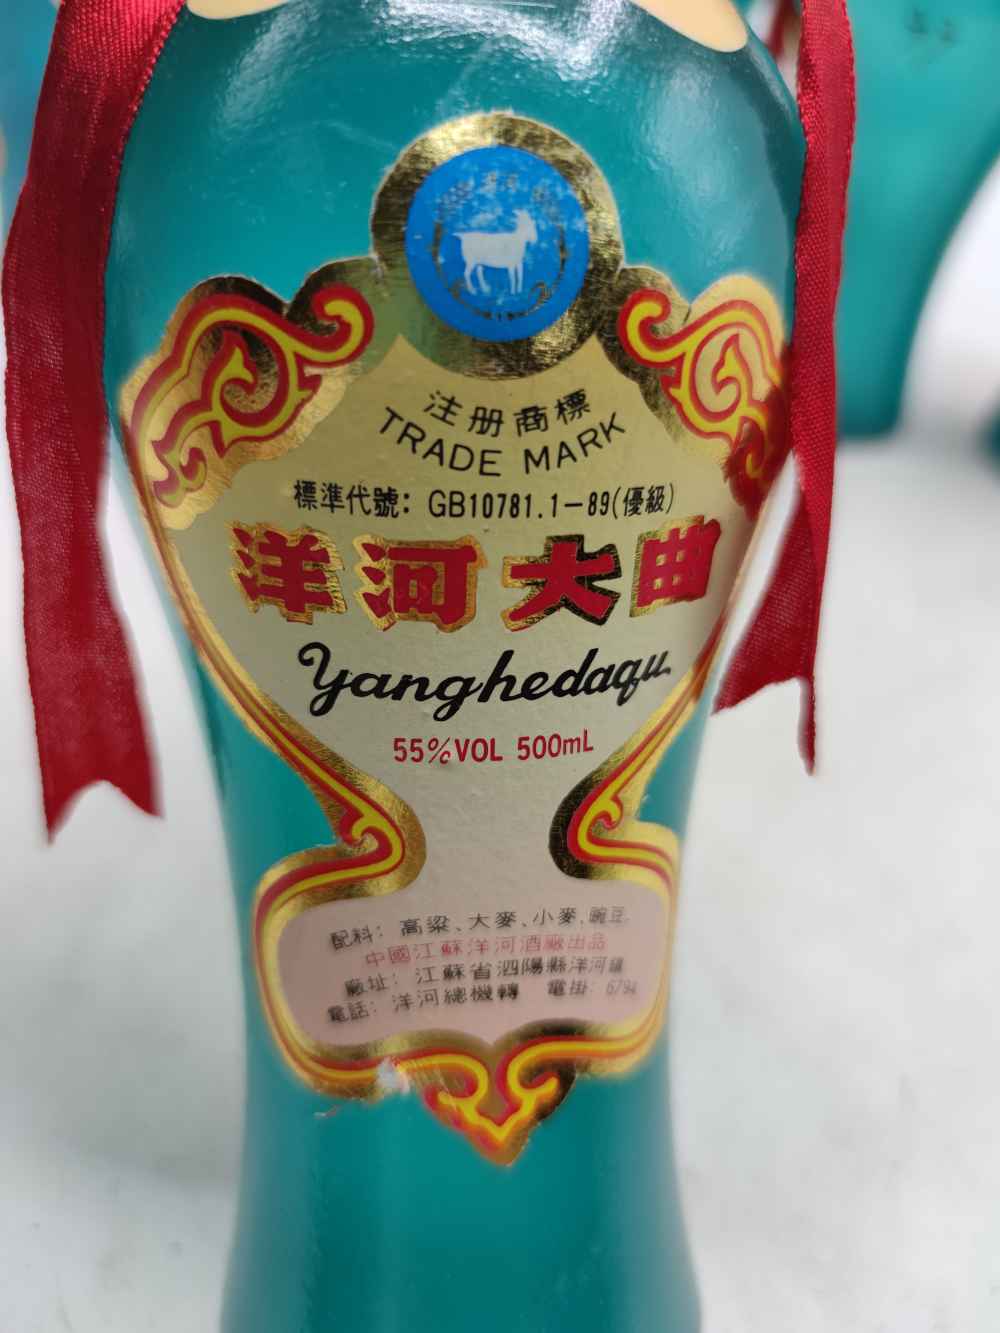 注册商標
TRADE MARK
標準代號: GB10781.1-89(優級)
洋河大曲
Yanghedaqu
55%VOL 500mL
配料: 高粱、大麥、小麥、豌豆.
中國江蘇洋河酒廠出品
廠址: 江蘇省泗陽縣洋河鎮
電話: 洋河總機轉 電掛: 6794